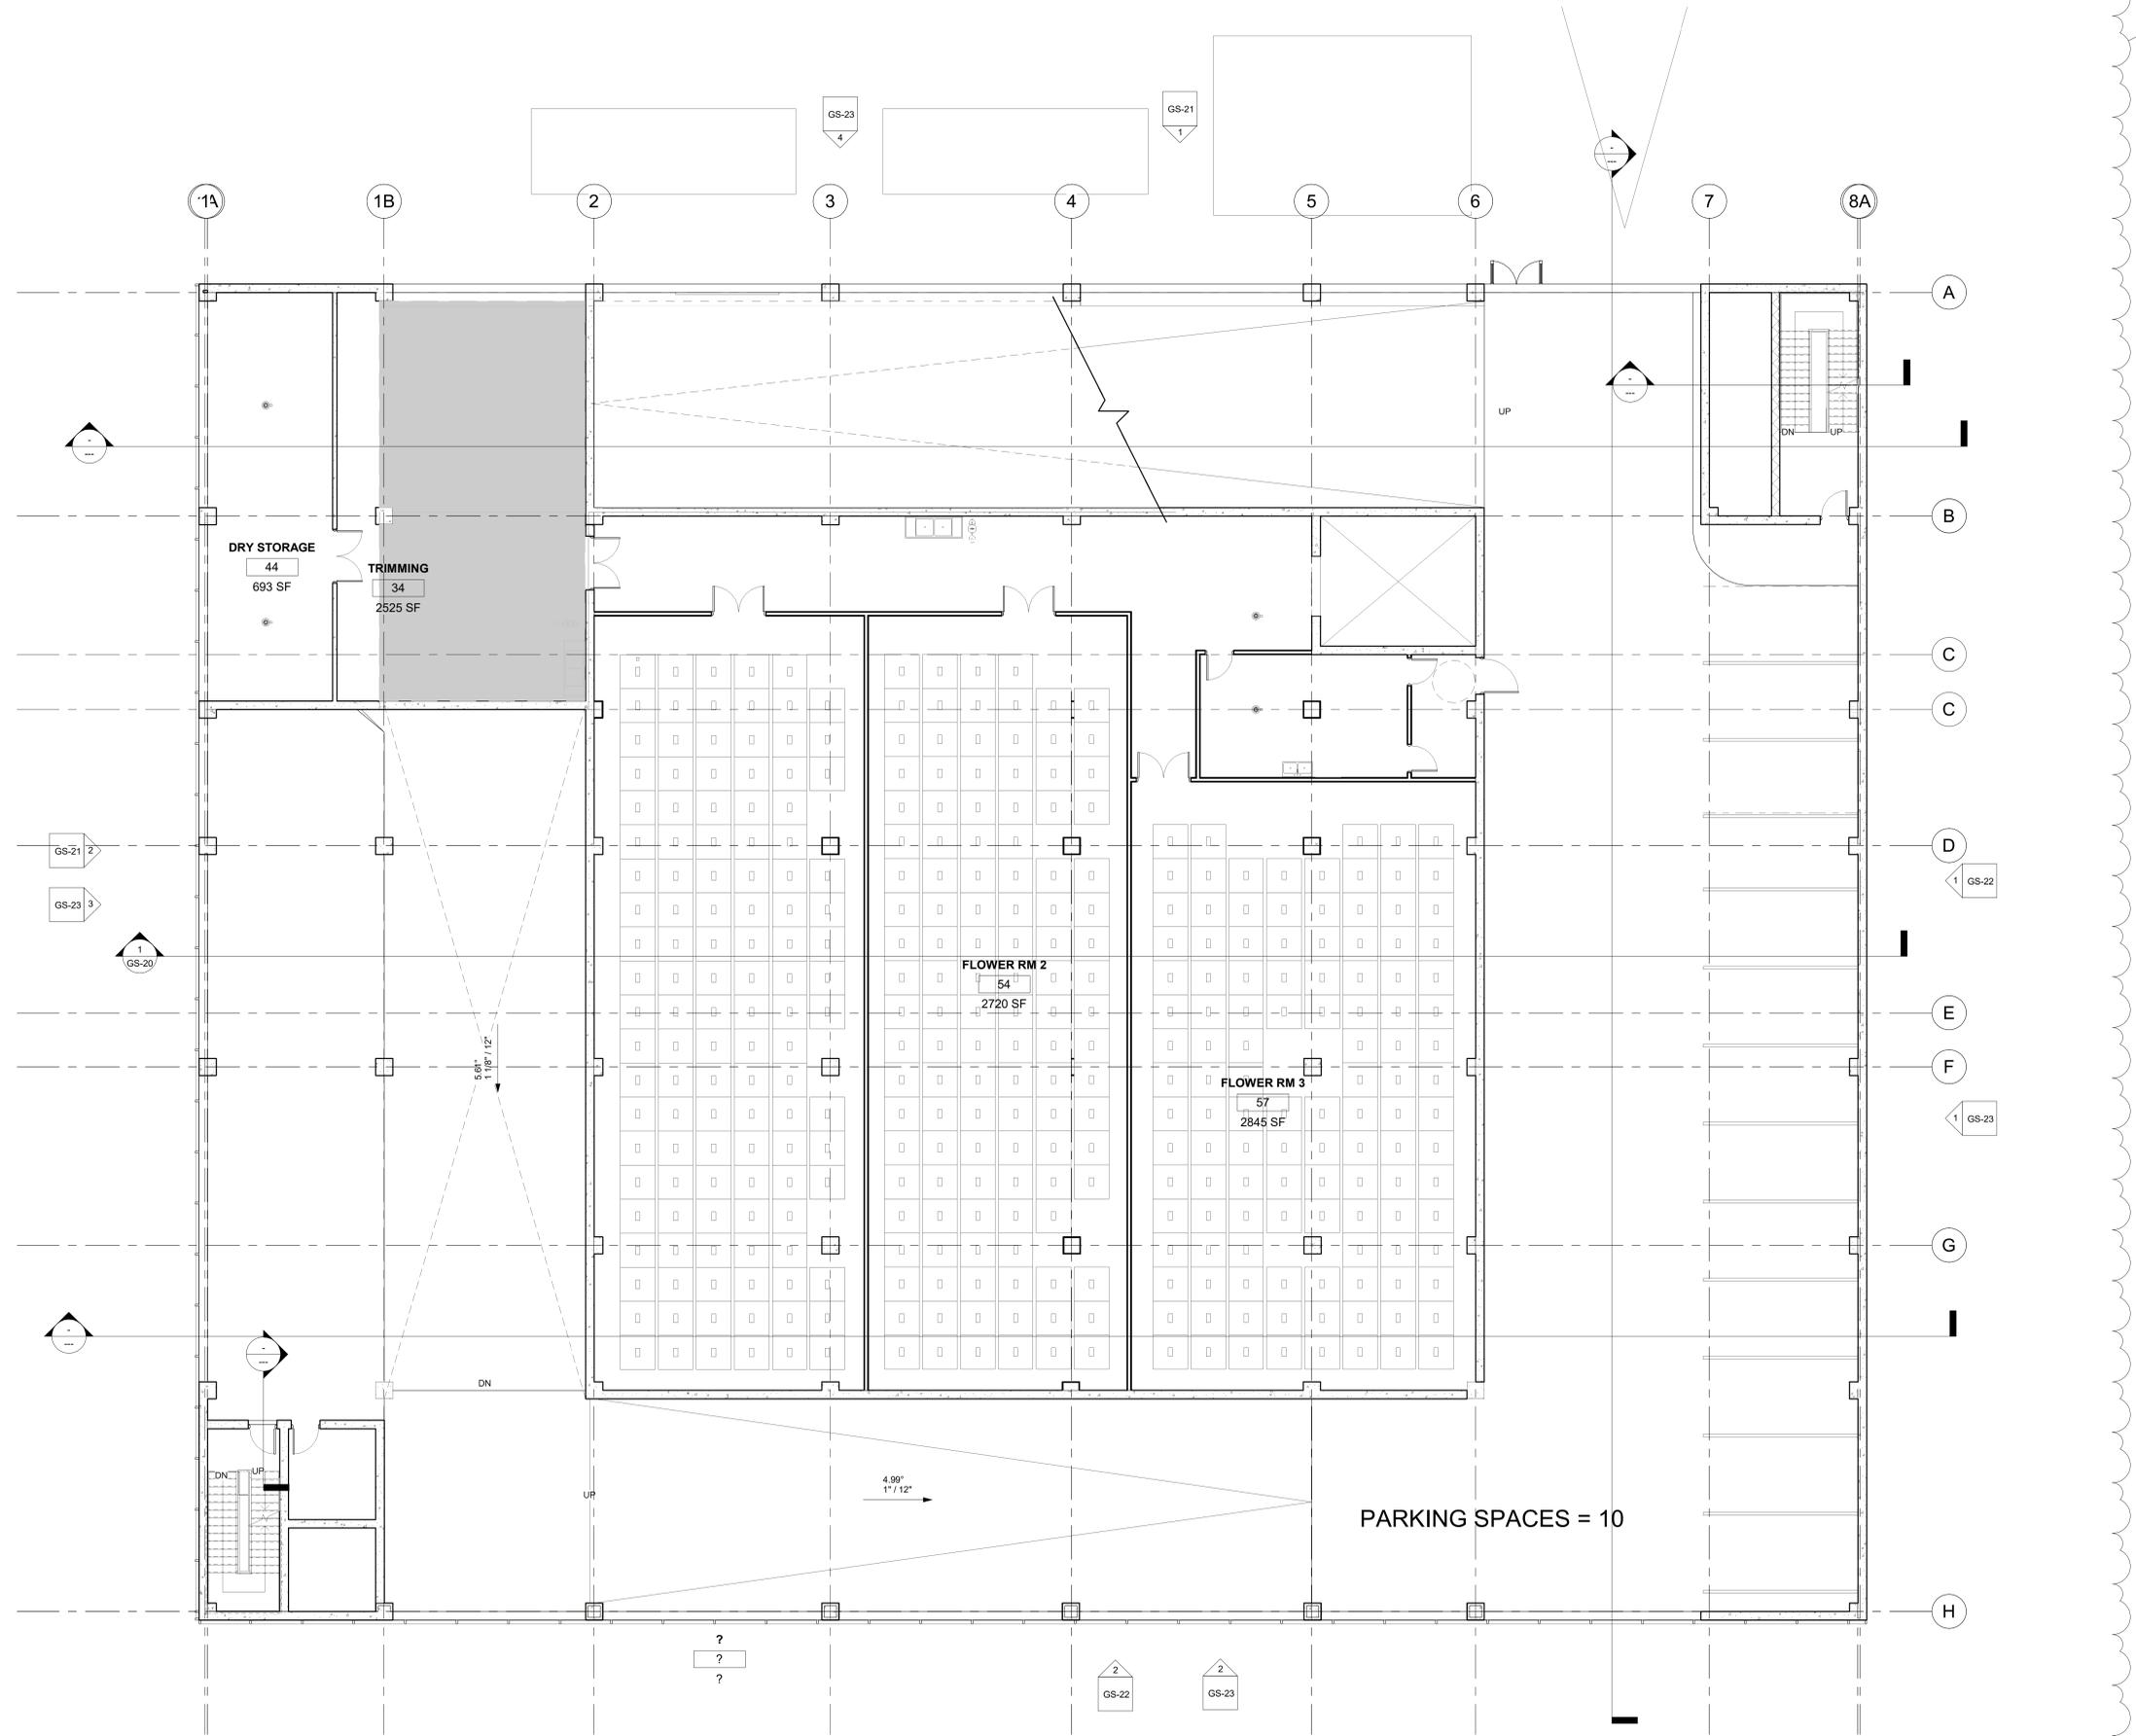 GS-23
4
GS-21
1
-
---
1A
1B
2
3
4
5
6
7
8A
A
-
---
UP
DN
UP
-
---
B
DRY STORAGE
44
693 SF
TRIMMING
34
2525 SF
C
C
GS-21
2
D
GS-23
3
1
GS-22
1
GS-20
FLOWER RM 2
54
2720 SF
E
5.61°
1 1/8" / 12"
F
FLOWER RM 3
57
2845 SF
1
GS-23
G
-
---
-
---
DN
DN
UP
UP
4.99°
1" / 12"
PARKING SPACES = 10
H
?
?
?
2
GS-22
2
GS-23